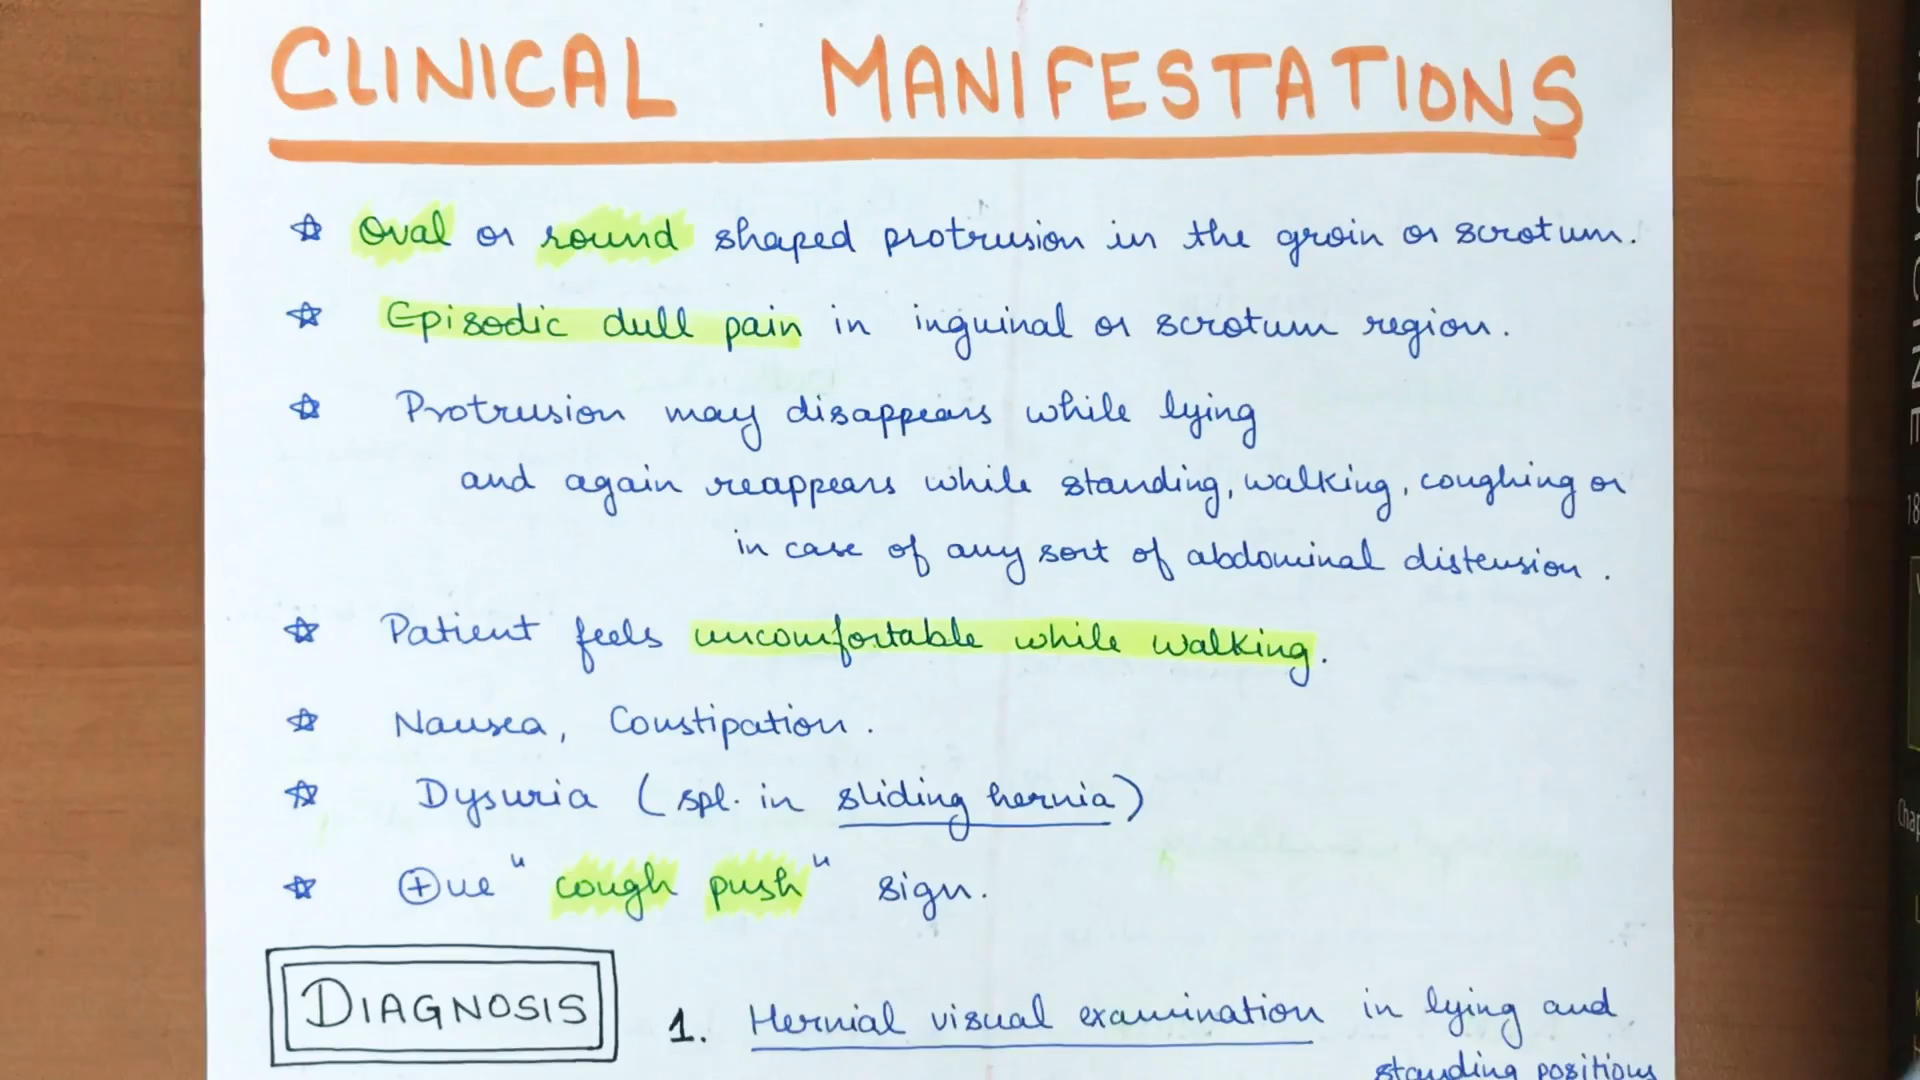 CLINICAL MANIFESTATIONS
☆ Oval or round shaped protrusion in the groin or scrotum.
☆ Episodic dull pain in inguinal or scrotum region.
☆ Protrusion may disappears while lying
and again reappears while standing, walking, coughing or
in case of any sort of abdominal distension.
☆ Patient feels uncomfortable while walking.
☆ Nausea, Constipation.
☆ Dysuria (spl. in sliding hernia)
☆ ⊕ve "cough push" sign.
DIAGNOSIS
1. Hernial visual examination in lying and
standing positions